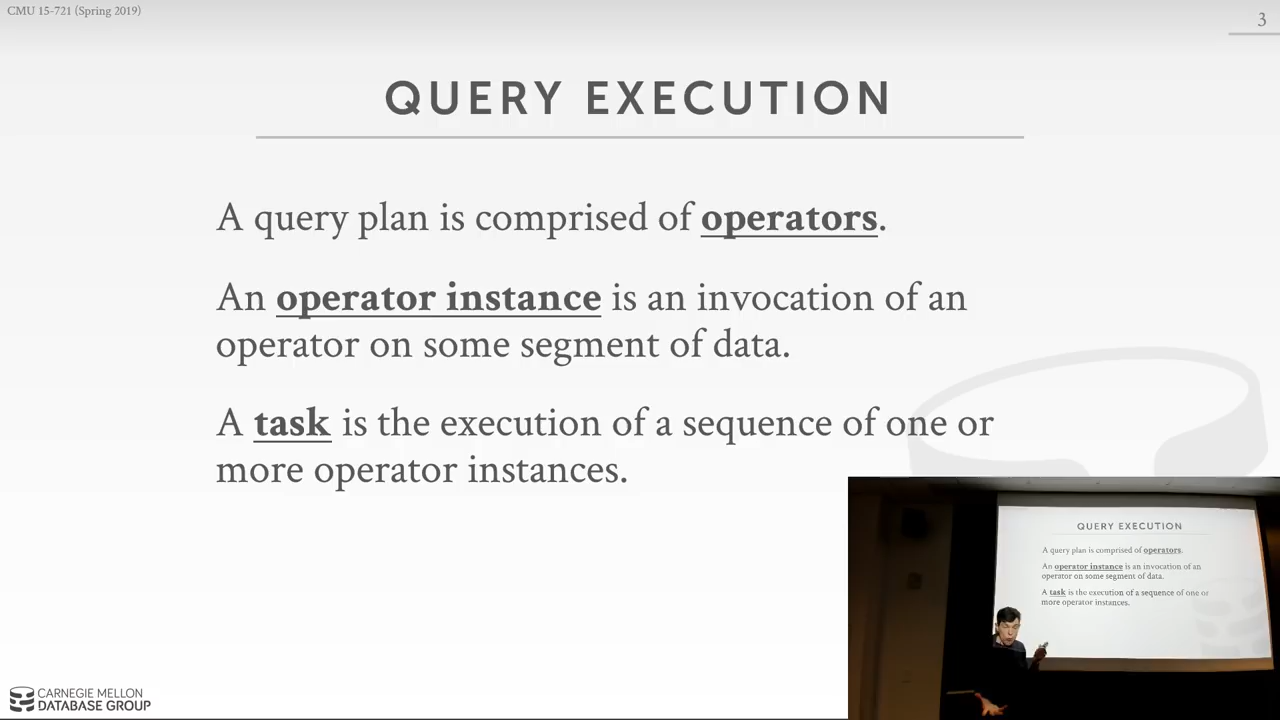 CMU 15-721 (Spring 2019)
3
QUERY EXECUTION
A query plan is comprised of operators.
An operator instance is an invocation of an
operator on some segment of data.
A task is the execution of a sequence of one or
more operator instances.
QUERY EXECUTION
A query plan is comprised of operators.
An operator instance is an invocation of an
operator on some segment of data.
A task is the execution of a sequence of one or
more operator instances.
CARNEGIE MELLON
DATABASE GROUP